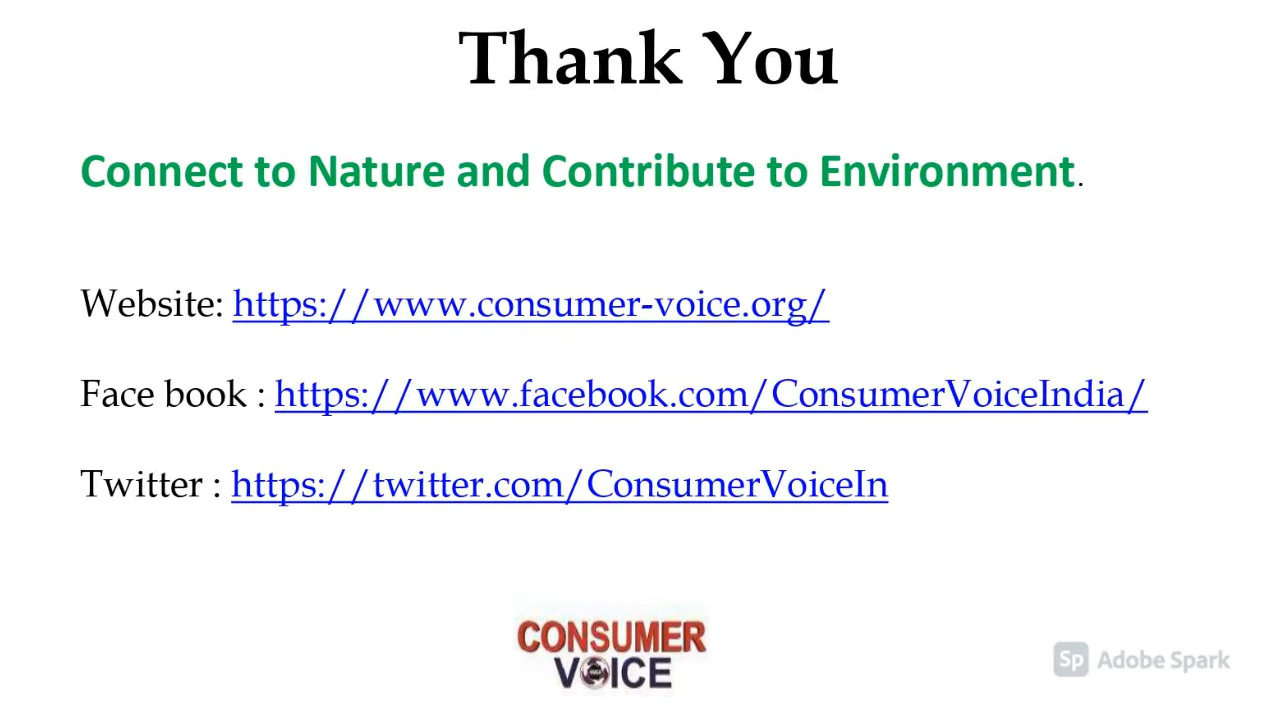 Thank You
Connect to Nature and Contribute to Environment.
Website: https://www.consumer-voice.org/
Face book : https://www.facebook.com/ConsumerVoiceIndia/
Twitter : https://twitter.com/ConsumerVoiceIn
CONSUMER
VOICE
Sp Adobe Spark